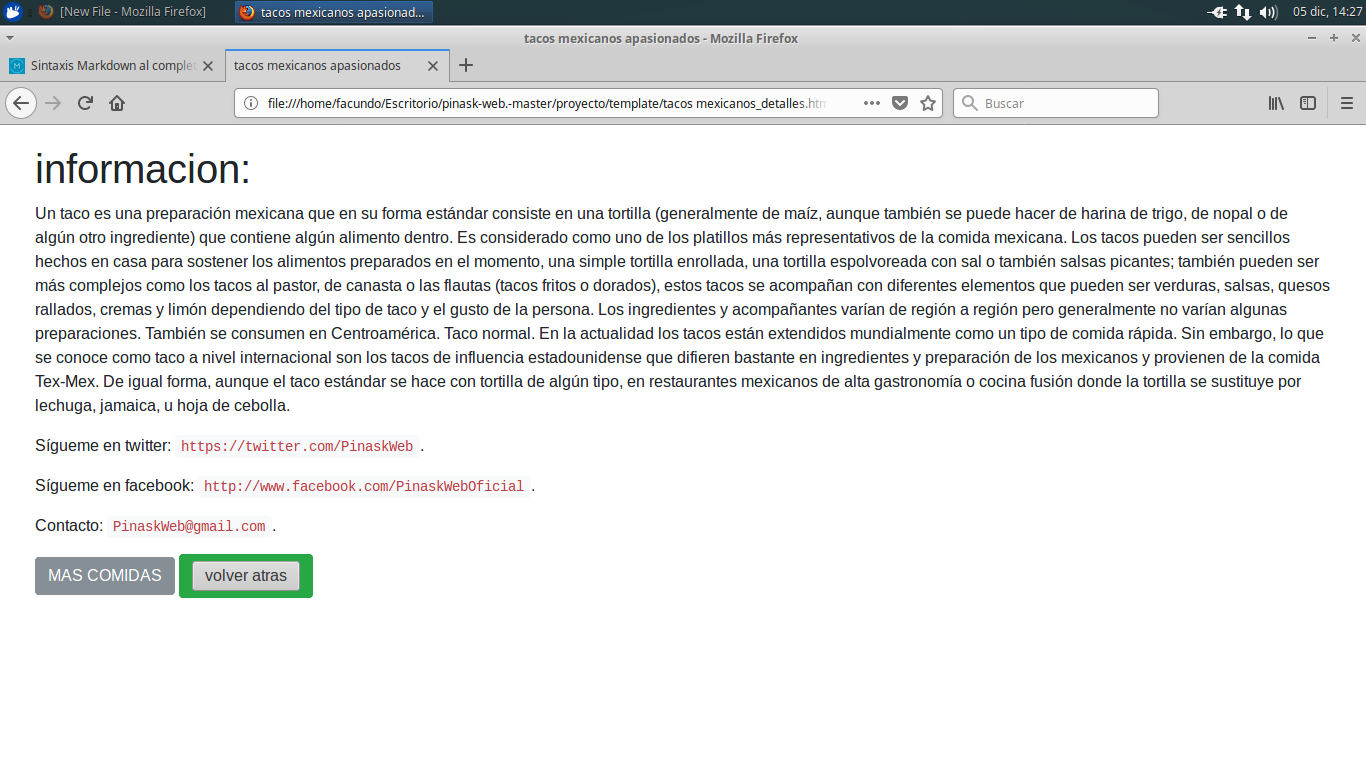 [New File - Mozilla Firefox]
tacos mexicanos apasionad...
05 dic, 14:27
tacos mexicanos apasionados - Mozilla Firefox
Sintaxis Markdown al complet
tacos mexicanos apasionados
file:///home/facundo/Escritorio/pinask-web.-master/proyecto/template/tacos mexicanos_detalles.htm
Buscar
informacion:
Un taco es una preparación mexicana que en su forma estándar consiste en una tortilla (generalmente de maíz, aunque también se puede hacer de harina de trigo, de nopal o de
algún otro ingrediente) que contiene algún alimento dentro. Es considerado como uno de los platillos más representativos de la comida mexicana. Los tacos pueden ser sencillos
hechos en casa para sostener los alimentos preparados en el momento, una simple tortilla enrollada, una tortilla espolvoreada con sal o también salsas picantes; también pueden ser
más complejos como los tacos al pastor, de canasta o las flautas (tacos fritos o dorados), estos tacos se acompañan con diferentes elementos que pueden ser verduras, salsas, quesos
rallados, cremas y limón dependiendo del tipo de taco y el gusto de la persona. Los ingredientes y acompañantes varían de región a región pero generalmente no varían algunas
preparaciones. También se consumen en Centroamérica. Taco normal. En la actualidad los tacos están extendidos mundialmente como un tipo de comida rápida. Sin embargo, lo que
se conoce como taco a nivel internacional son los tacos de influencia estadounidense que difieren bastante en ingredientes y preparación de los mexicanos y provienen de la comida
Tex-Mex. De igual forma, aunque el taco estándar se hace con tortilla de algún tipo, en restaurantes mexicanos de alta gastronomía o cocina fusión donde la tortilla se sustituye por
lechuga, jamaica, u hoja de cebolla.
Sígueme en twitter: https://twitter.com/PinaskWeb .
Sígueme en facebook: http://www.facebook.com/PinaskWebOficial .
Contacto: PinaskWeb@gmail.com .
MAS COMIDAS volver atras